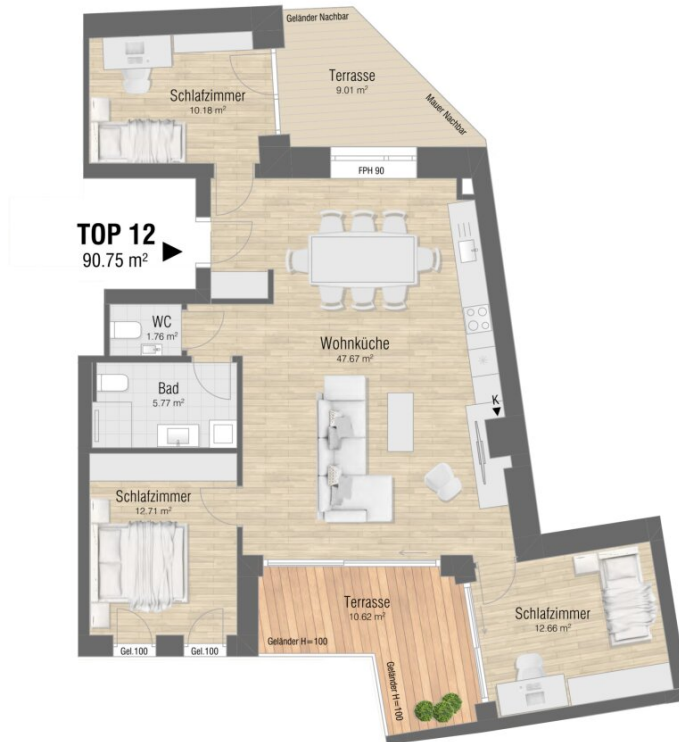 Geländer Nachbar
Terrasse
9.01 m²
Mauer Nachbar
Schlafzimmer
10.18 m²
FPH 90
TOP 12
90.75 m²
WC
1.76 m²
Wohnküche
47.67 m²
Bad
5.77 m²
K
Schlafzimmer
12.71 m²
Terrasse
10.62 m²
Schlafzimmer
12.66 m²
Geländer H=100
Gel.100
Gel.100
Geländer H=100